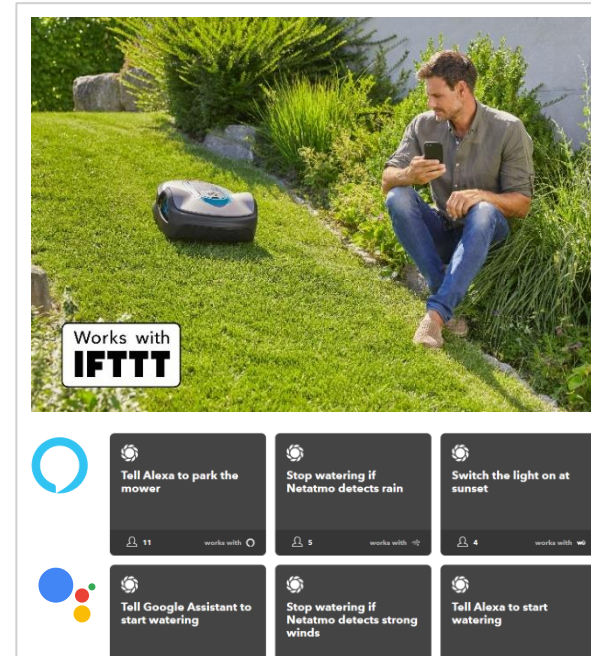 Works with
IFTTT
Tell Alexa to park the
mower
11
works with
Stop watering if
Netatmo detects rain
5
works with
Switch the light on at
sunset
4
works with
Tell Google Assistant to
start watering
Stop watering if
Netatmo detects strong
winds
Tell Alexa to start
watering